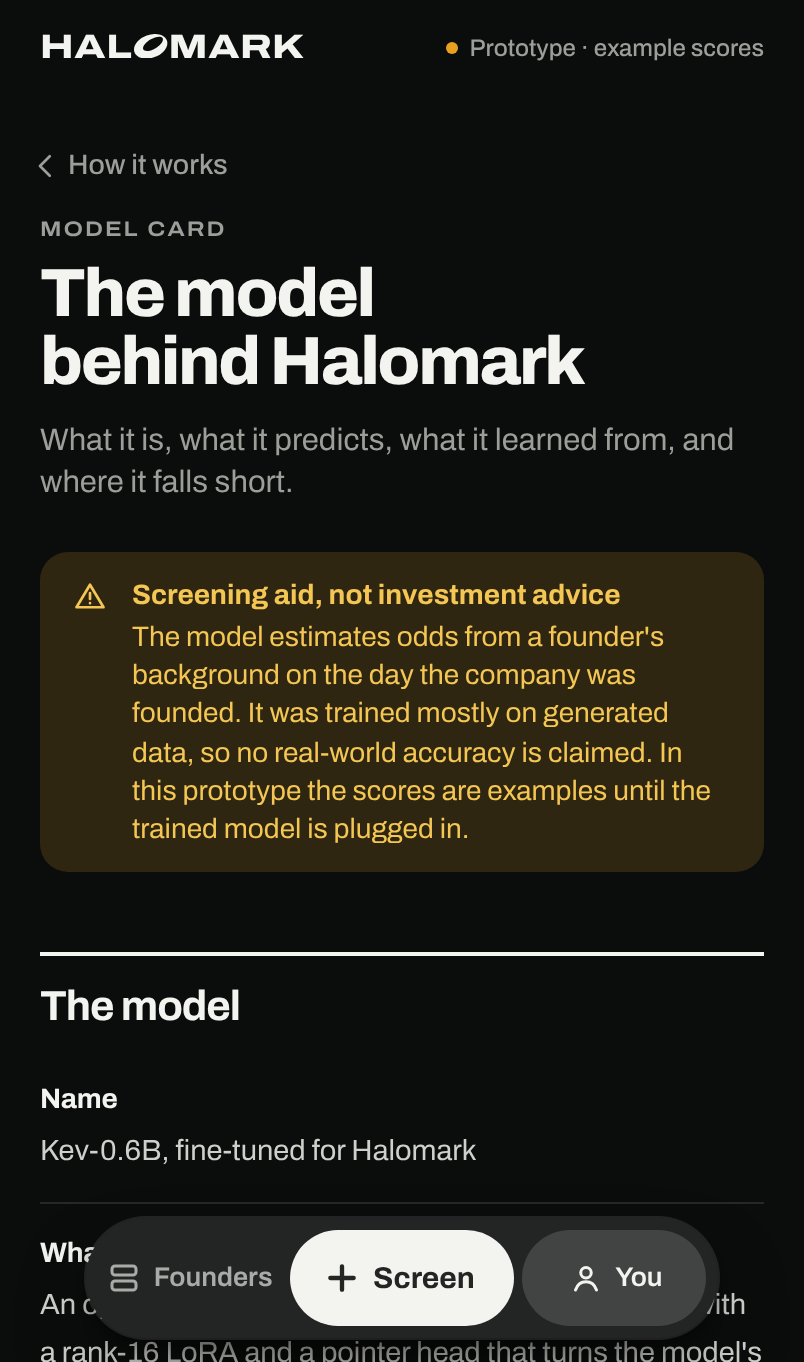 HALOMARK
Prototype · example scores
How it works
MODEL CARD
The model
behind Halomark
What it is, what it predicts, what it learned from, and
where it falls short.
Screening aid, not investment advice
The model estimates odds from a founder's
background on the day the company was
founded. It was trained mostly on generated
data, so no real-world accuracy is claimed. In
this prototype the scores are examples until the
trained model is plugged in.
The model
Name
Kev-0.6B, fine-tuned for Halomark
Founders
Screen
You
An
a rank-16 LoRA and a pointer head that turns the model's